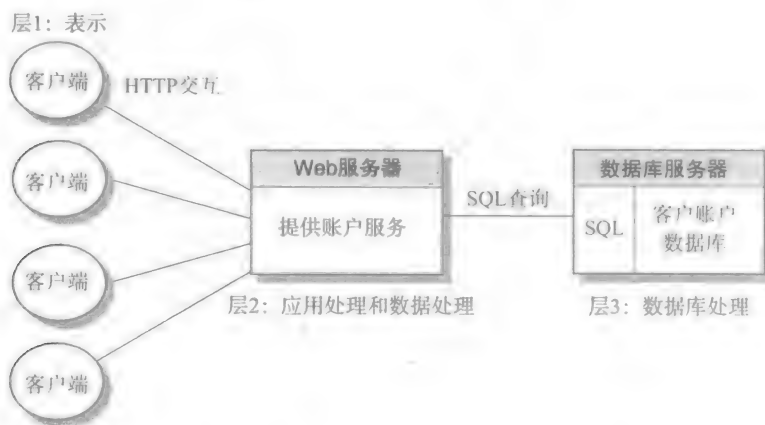 层1：表示
客户端
HTTP交互
客户端
客户端
客户端
Web服务器
提供账户服务
层2：应用处理和数据处理
SQL查询
数据库服务器
SQL
客户账户
数据库
层3：数据库处理